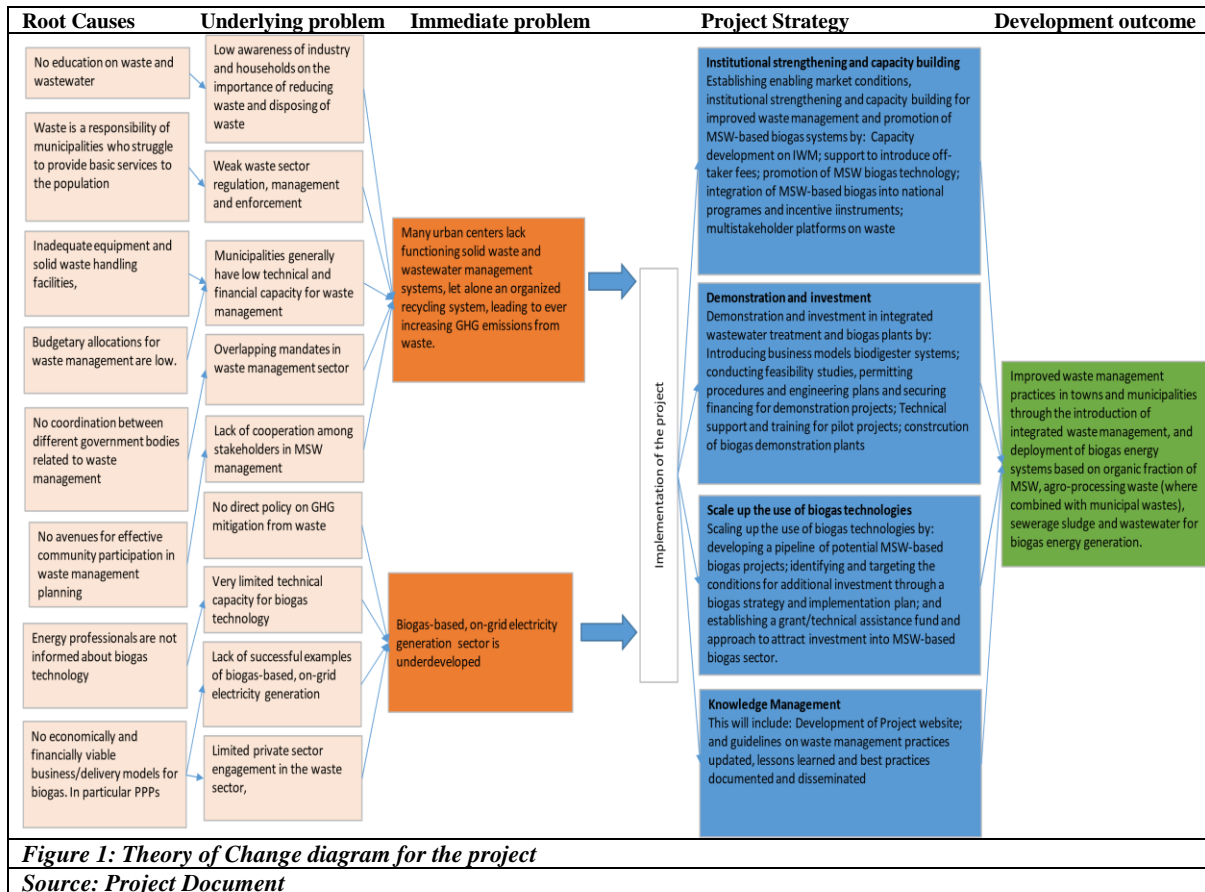 Root Causes
Underlying problem
Immediate problem
Project Strategy
Development outcome
No education on waste and
wastewater
Waste is a responsibility of
municipalities who struggle
to provide basic services to
the population
Inadequate equipment and
solid waste handling
facilities,
Budgetary allocations for
waste management are low.
No coordination between
different government bodies
related to waste
management
No avenues for effective
community participation in
waste management
planning
Energy professionals are not
informed about biogas
technology
No economically and
financially viable
business/delivery models for
biogas. In particular PPPs
Low awareness of industry
and households on the
importance of reducing
waste and disposing of
waste
Weak waste sector
regulation, management
and enforcement
Municipalities generally
have low technical and
financial capacity for waste
management
Overlapping mandates in
waste management sector
Lack of cooperation among
stakeholders in MSW
management
No direct policy on GHG
mitigation from waste
Very limited technical
capacity for biogas
technology
Lack of successful examples
of biogas-based, on-grid
electricity generation
Limited private sector
engagement in the waste
sector,
Many urban centers lack
functioning solid waste and
wastewater management
systems, let alone an organized
recycling system, leading to ever
increasing GHG emissions from
waste.
Biogas-based, on-grid electricity
generation sector is
underdeveloped
Implementation of the project
Institutional strengthening and capacity building
Establishing enabling market conditions,
institutional strengthening and capacity building for
improved waste management and promotion of
MSW-based biogas systems by: Capacity
development on IWM; support to introduce off-
taker fees; promotion of MSW biogas technology;
integration of MSW-based biogas into national
programes and incentive iinstruments;
multistakeholder platforms on waste
Demonstration and investment
Demonstration and investment in integrated
wastewater treatment and biogas plants by:
Introducing business models biodigester systems;
conducting feasibility studies, permitting
procedures and engineering plans and securing
financing for demonstration projects; Technical
support and training for pilot projects; constrcution
of biogas demonstration plants
Scale up the use of biogas technologies
Scaling up the use of biogas technologies by:
developing a pipeline of potential MSW-based
biogas projects; identifying and targeting the
conditions for additional investment through a
biogas strategy and implementation plan; and
establishing a grant/technical assistance fund and
approach to attract investment into MSW-based
biogas sector.
Knowledge Management
This will include: Development of Project website;
and guidelines on waste management practices
updated, lessons learned and best practices
documented and disseminated
Improved waste management
practices in towns and municipalities
through the introduction of
integrated waste management, and
deployment of biogas energy
systems based on organic fraction of
MSW, agro-processing waste (where
combined with municipal wastes),
sewerage sludge and wastewater for
biogas energy generation.
Figure 1: Theory of Change diagram for the project
Source: Project Document